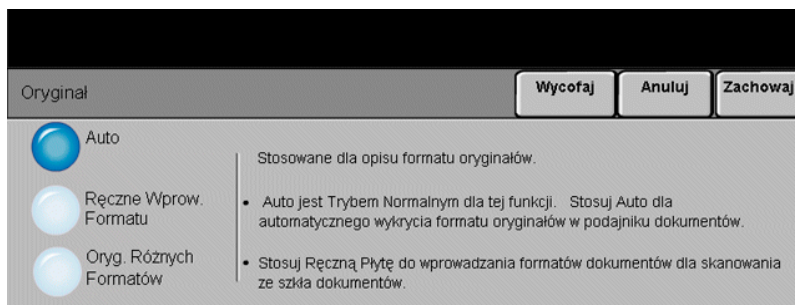 Oryginał
Wycofaj
Anuluj
Zachowaj
Auto
Ręczne Wprow.
Formatu
Oryg. Różnych
Formatów
Stosowane dla opisu formatu oryginałów.
• Auto jest Trybem Normalnym dla tej funkcji. Stosuj Auto dla
automatycznego wykrycia formatu oryginałów w podajniku dokumentów.
• Stosuj Ręczną Płytę do wprowadzania formatów dokumentów dla skanowania
ze szkła dokumentów.